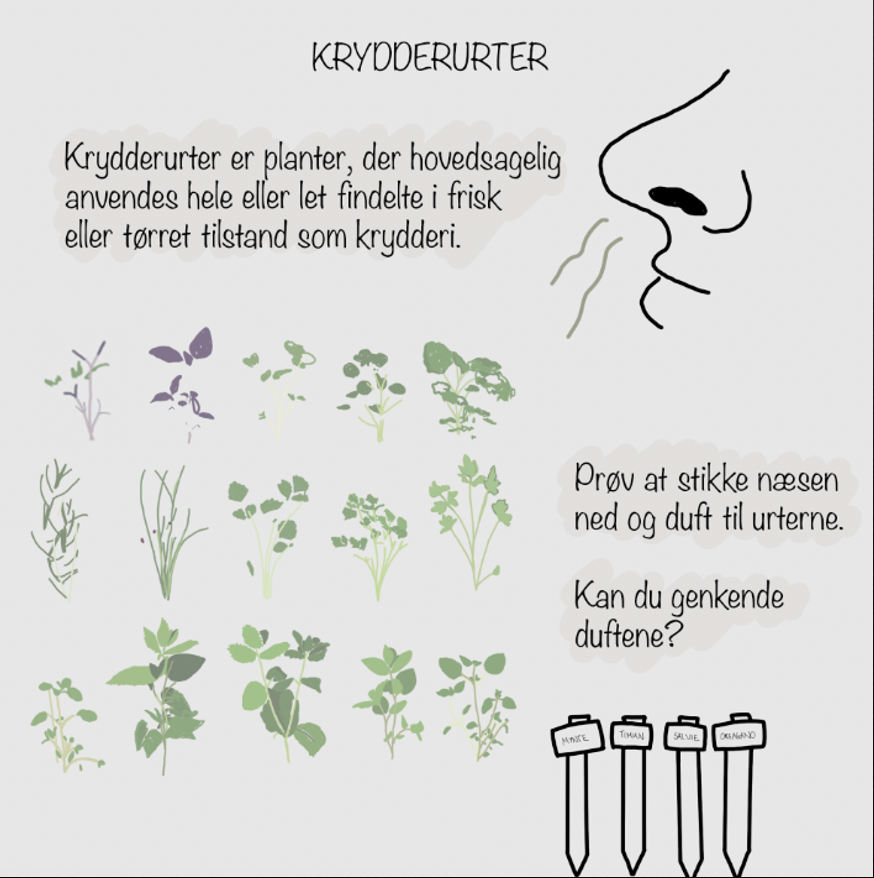 KRYDDERURTER
Krydderurter er planter, der hovedsagelig
anvendes hele eller let findelte i frisk
eller tørret tilstand som krydderi.
Prøv at stikke næsen
ned og duft til urterne.
Kan du genkende
duftene?
MYNTE
TIMIAN
SALVIE
OREGANO